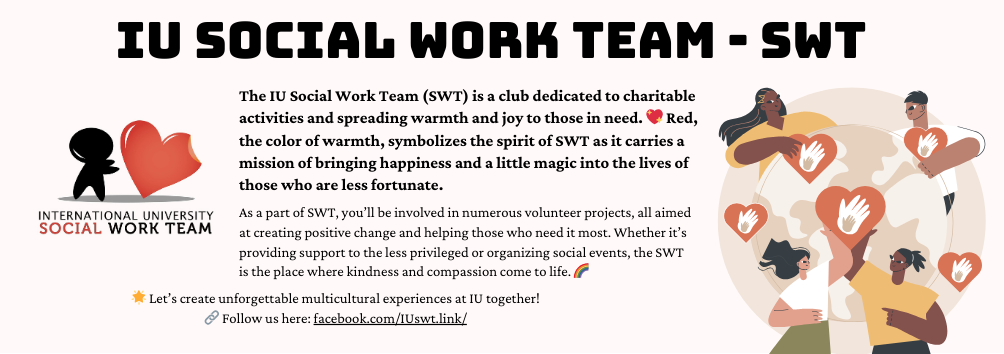 IU SOCIAL WORK TEAM - SWT
The IU Social Work Team (SWT) is a club dedicated to charitable
activities and spreading warmth and joy to those in need. 💖 Red,
the color of warmth, symbolizes the spirit of SWT as it carries a
mission of bringing happiness and a little magic into the lives of
those who are less fortunate.
INTERNATIONAL UNIVERSITY
SOCIAL WORK TEAM
As a part of SWT, you’ll be involved in numerous volunteer projects, all aimed
at creating positive change and helping those who need it most. Whether it’s
providing support to the less privileged or organizing social events, the SWT
is the place where kindness and compassion come to life. 🌈
🌟 Let’s create unforgettable multicultural experiences at IU together!
🔗 Follow us here: facebook.com/IUswt.link/